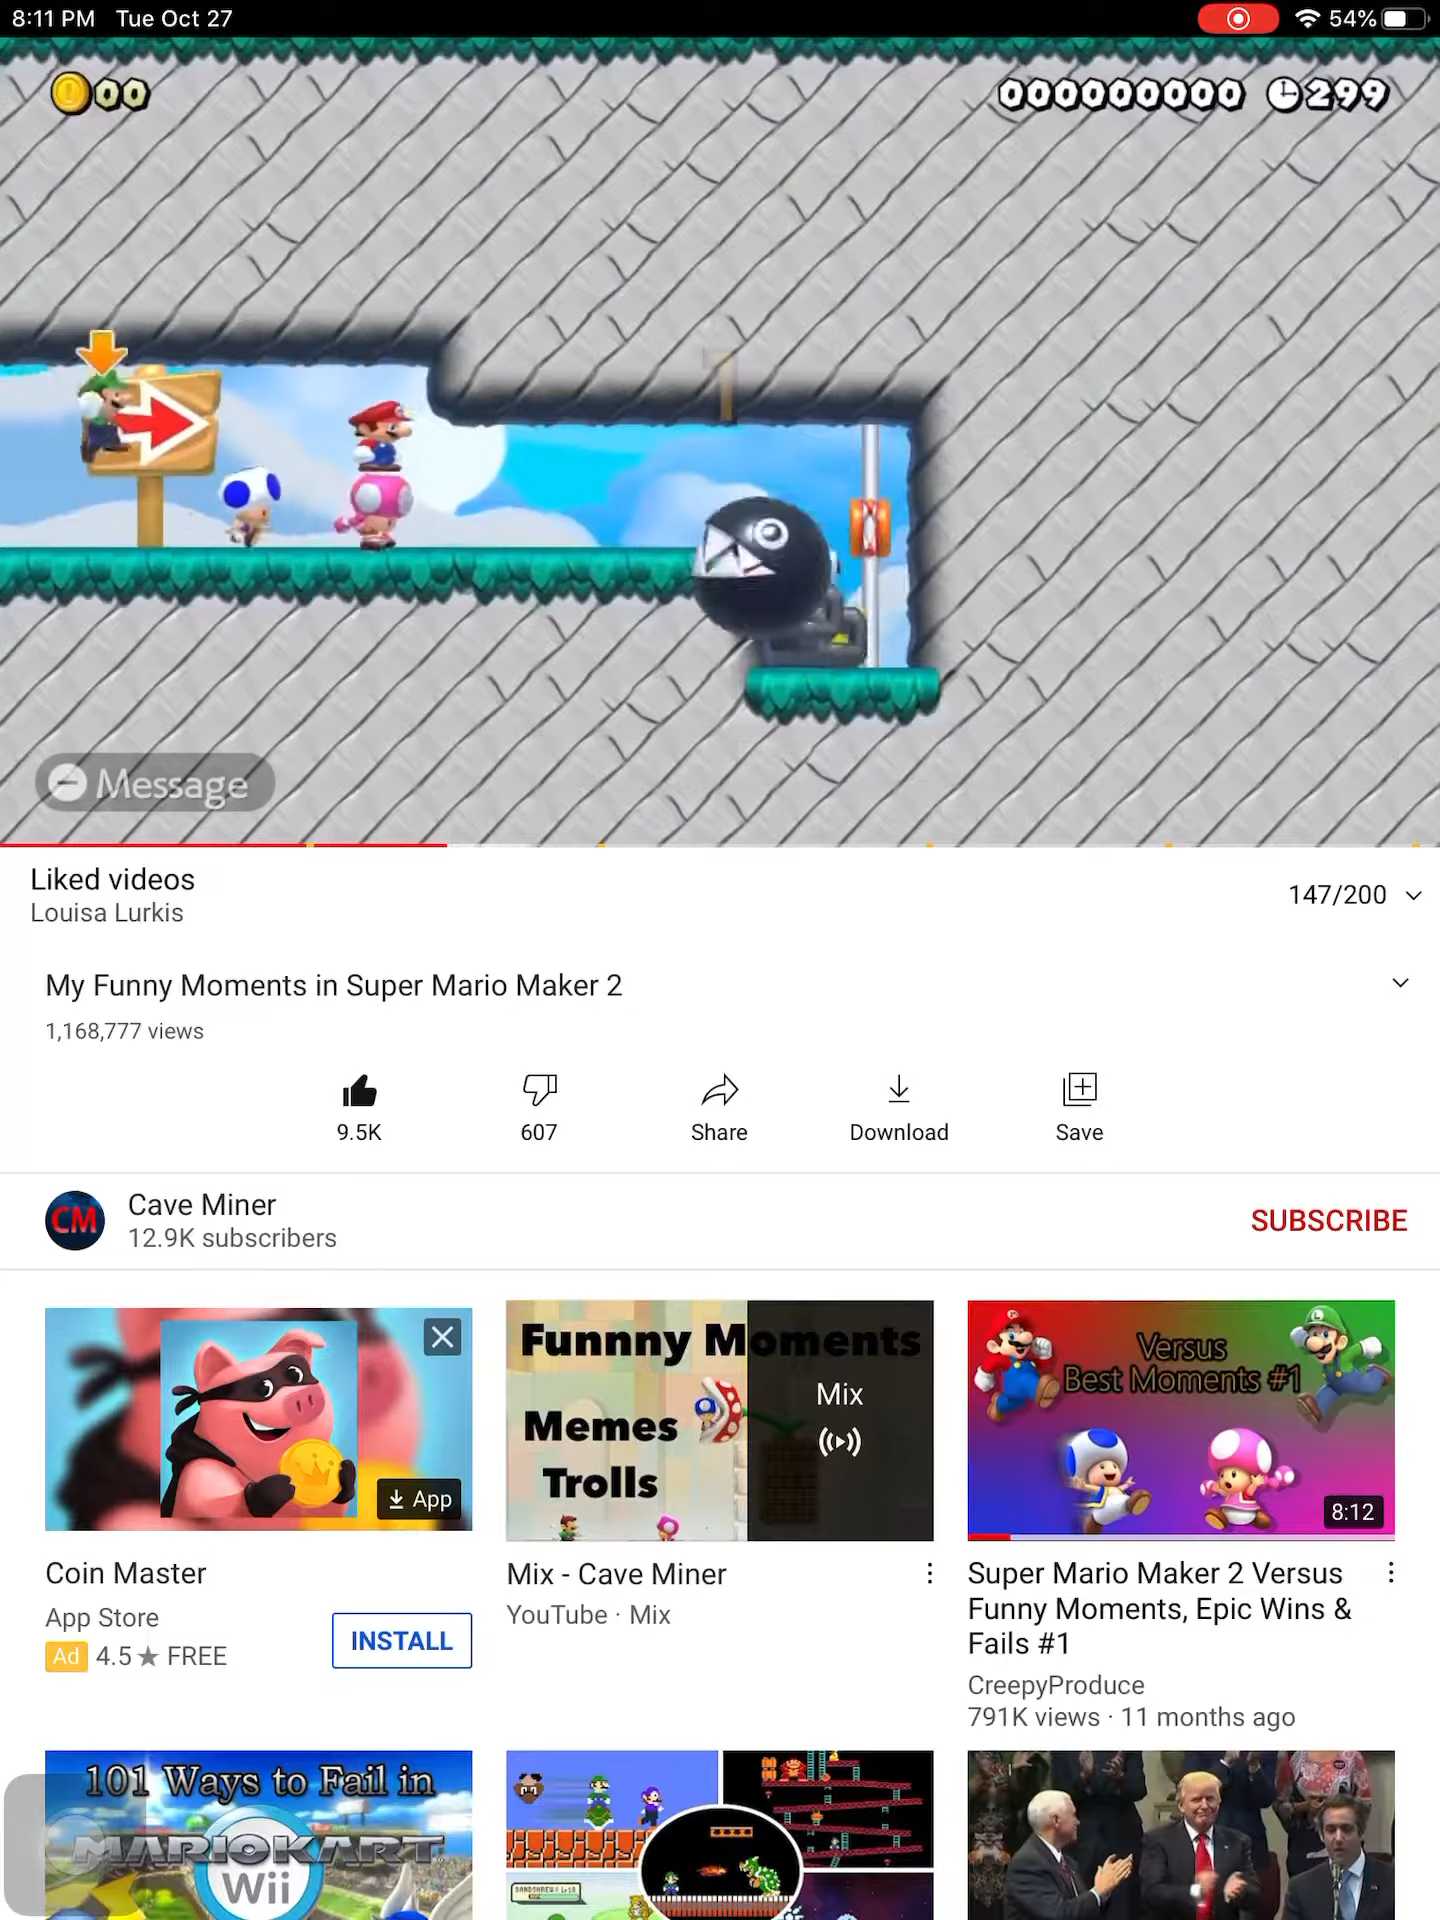 8:11 PM Tue Oct 27
54%
00
000000000 299
Message
Liked videos
Louisa Lurkis
147/200
My Funny Moments in Super Mario Maker 2
1,168,777 views
9.5K
607
Share
Download
Save
CM
Cave Miner
12.9K subscribers
SUBSCRIBE
App
Coin Master
App Store
Ad 4.5 ★ FREE
INSTALL
Funnny Moments
Memes
Trolls
Mix
Mix - Cave Miner
YouTube · Mix
Versus
Best Moments #1
8:12
Super Mario Maker 2 Versus
Funny Moments, Epic Wins &
Fails #1
CreepyProduce
791K views · 11 months ago
101 Ways to Fail in
MARIOKART
Wii